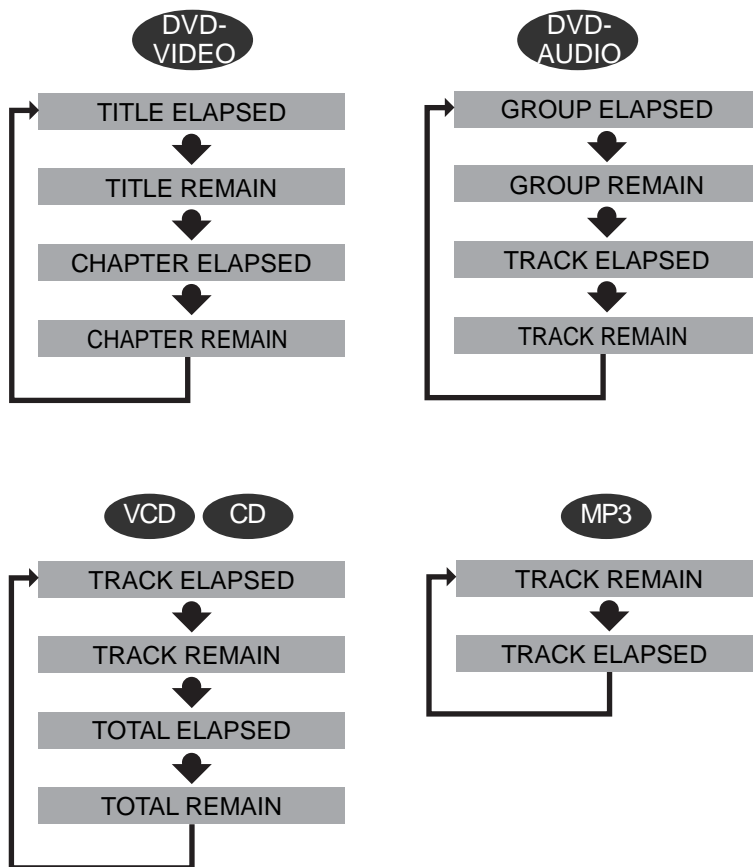 DVD-
VIDEO
TITLE ELAPSED
TITLE REMAIN
CHAPTER ELAPSED
CHAPTER REMAIN
DVD-
AUDIO
GROUP ELAPSED
GROUP REMAIN
TRACK ELAPSED
TRACK REMAIN
VCD CD
TRACK ELAPSED
TRACK REMAIN
TOTAL ELAPSED
TOTAL REMAIN
MP3
TRACK REMAIN
TRACK ELAPSED